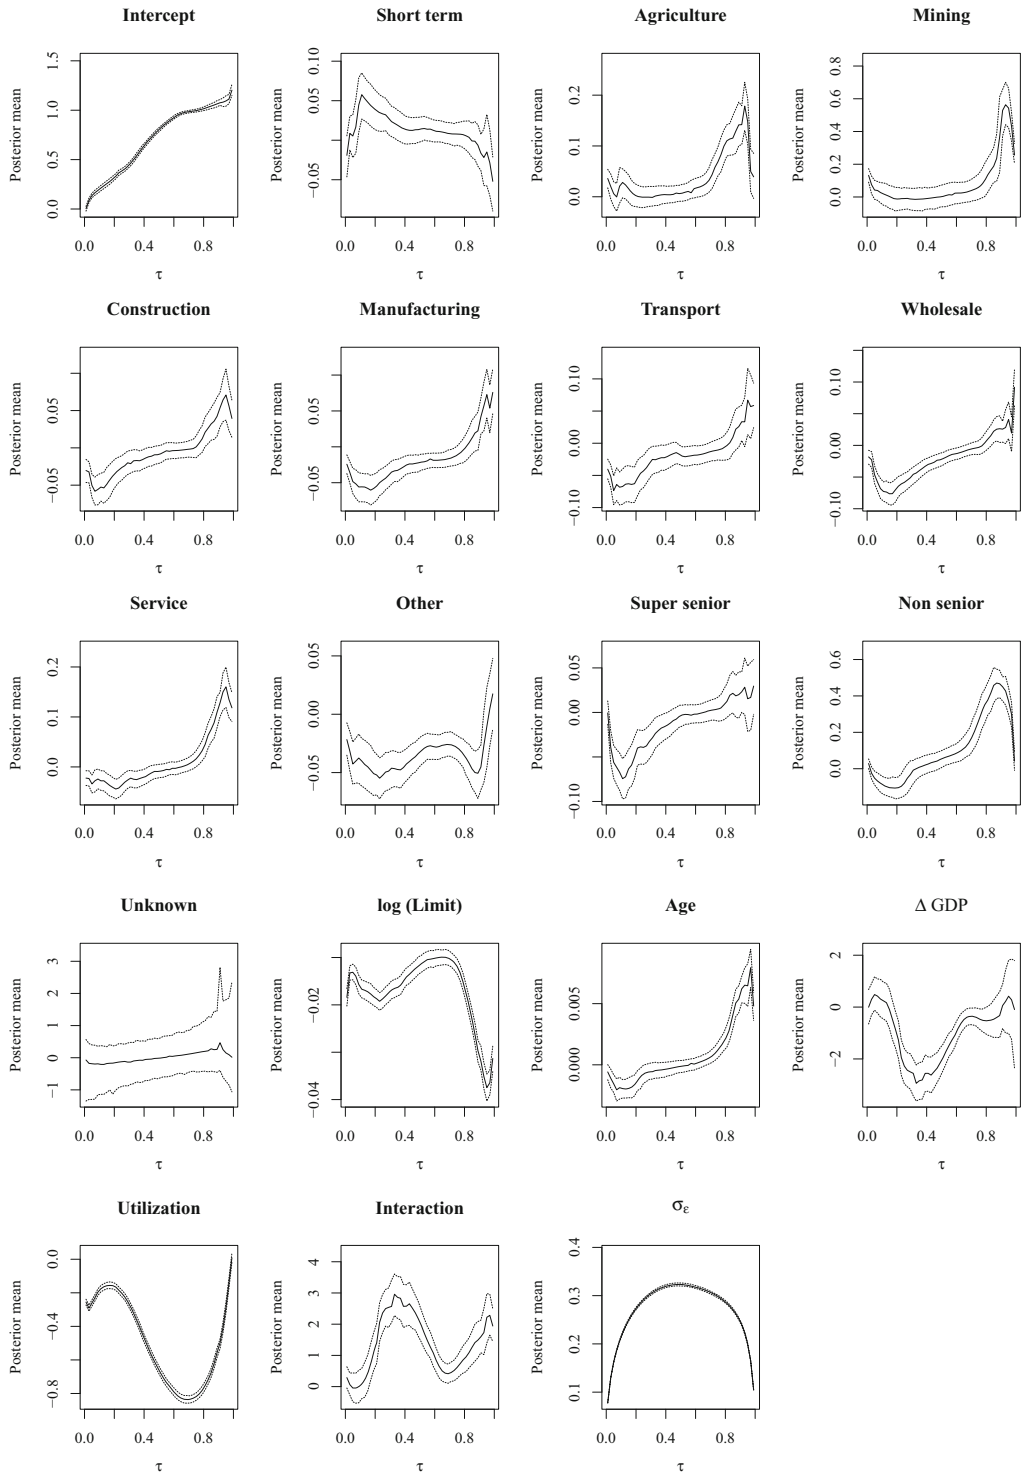 Intercept
Posterior mean
0.0 0.5 1.0 1.5
0.0 0.4 0.8
τ
Short term
Posterior mean
−0.05 0.05 0.10
0.0 0.4 0.8
τ
Agriculture
Posterior mean
0.0 0.1 0.2
0.0 0.4 0.8
τ
Mining
Posterior mean
0.0 0.2 0.4 0.6 0.8
0.0 0.4 0.8
τ
Construction
Posterior mean
−0.05 0.05
0.0 0.4 0.8
τ
Manufacturing
Posterior mean
−0.05 0.05
0.0 0.4 0.8
τ
Transport
Posterior mean
−0.10 0.00 0.10
0.0 0.4 0.8
τ
Wholesale
Posterior mean
−0.10 0.00 0.10
0.0 0.4 0.8
τ
Service
Posterior mean
0.0 0.1 0.2
0.0 0.4 0.8
τ
Other
Posterior mean
−0.05 0.00 0.05
0.0 0.4 0.8
τ
Super senior
Posterior mean
−0.10 0.00 0.05
0.0 0.4 0.8
τ
Non senior
Posterior mean
0.0 0.2 0.4 0.6
0.0 0.4 0.8
τ
Unknown
Posterior mean
−1 0 1 2 3
0.0 0.4 0.8
τ
log (Limit)
Posterior mean
−0.04 −0.02
0.0 0.4 0.8
τ
Age
Posterior mean
0.000 0.005
0.0 0.4 0.8
τ
Δ GDP
Posterior mean
−2 0 2
0.0 0.4 0.8
τ
Utilization
Posterior mean
−0.8 −0.4 0.0
0.0 0.4 0.8
τ
Interaction
Posterior mean
0 1 2 3 4
0.0 0.4 0.8
τ
σε
Posterior mean
0.1 0.2 0.3 0.4
0.0 0.4 0.8
τ